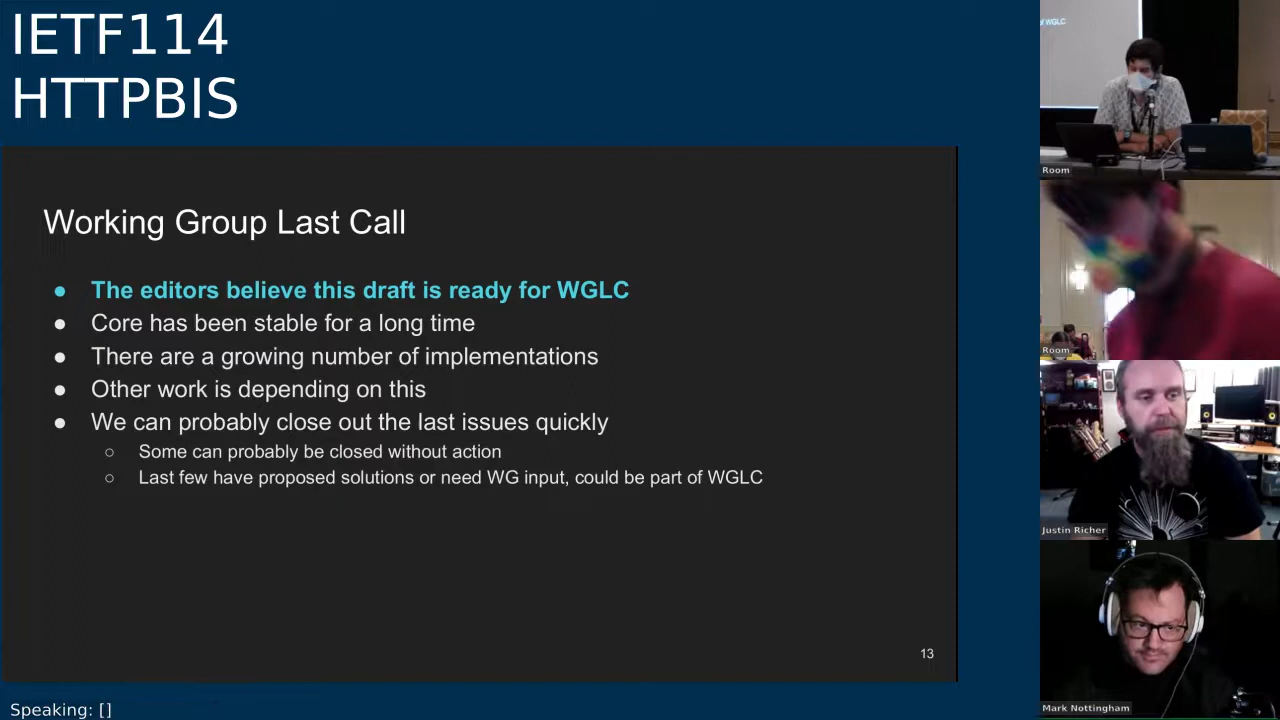 IETF114
HTTPBIS
Working Group Last Call
● The editors believe this draft is ready for WGLC
● Core has been stable for a long time
● There are a growing number of implementations
● Other work is depending on this
● We can probably close out the last issues quickly
○ Some can probably be closed without action
○ Last few have proposed solutions or need WG input, could be part of WGLC
13
Speaking: []
WGLC
Room
Room
Justin Richer
Mark Nottingham